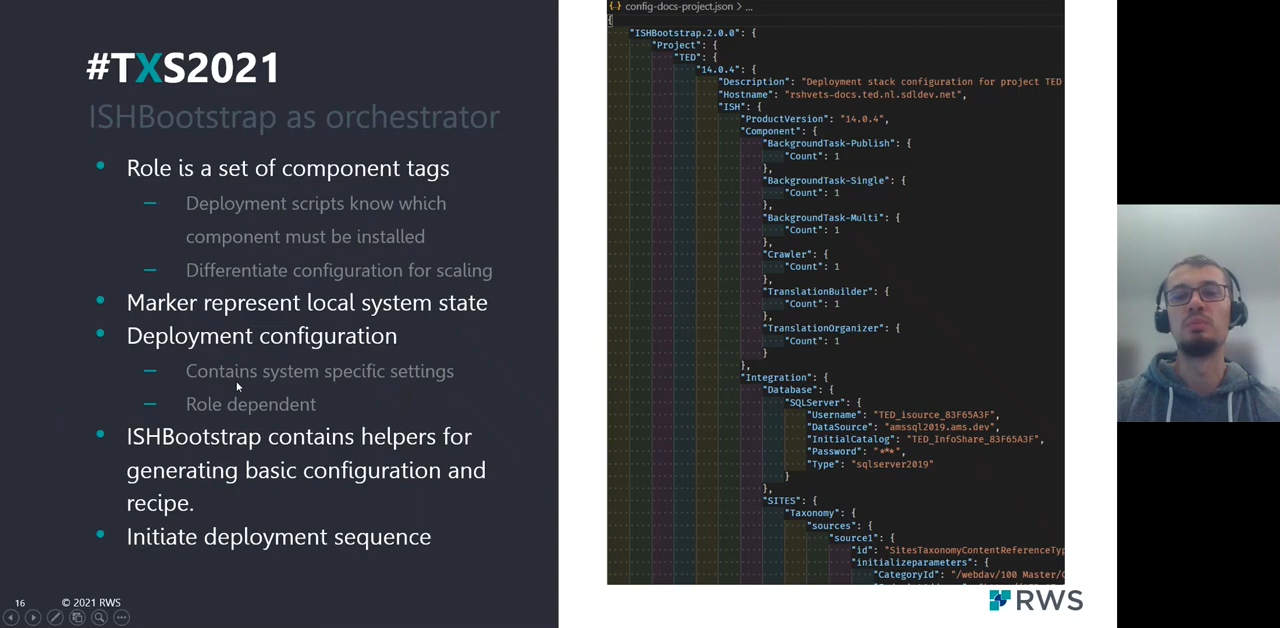 #TXS2021
ISHBootstrap as orchestrator
• Role is a set of component tags
– Deployment scripts know which
component must be installed
– Differentiate configuration for scaling
• Marker represent local system state
• Deployment configuration
– Contains system specific settings
– Role dependent
• ISHBootstrap contains helpers for
generating basic configuration and
recipe.
• Initiate deployment sequence
16 © 2021 RWS
{} config-docs-project.json > ...
{
"ISHBootstrap.2.0.0": {
"Project": {
"TED": {
"14.0.4": {
"Description": "Deployment stack configuration for project TED
"Hostname": "rshvets-docs.ted.nl.sdldev.net",
"ISH": {
"ProductVersion": "14.0.4",
"Component": {
"BackgroundTask-Publish": {
"Count": 1
},
"BackgroundTask-Single": {
"Count": 1
},
"BackgroundTask-Multi": {
"Count": 1
},
"Crawler": {
"Count": 1
},
"TranslationBuilder": {
"Count": 1
},
"TranslationOrganizer": {
"Count": 1
}
},
"Integration": {
"Database": {
"SQLServer": {
"Username": "TED_isource_83F65A3F",
"DataSource": "amssql2019.ams.dev",
"InitialCatalog": "TED_InfoShare_83F65A3F",
"Password": "***",
"Type": "sqlserver2019"
}
},
"SITES": {
"Taxonomy": {
"sources": {
"source1": {
"id": "SitesTaxonomyContentReferenceTyp
"initializeparameters": {
"CategoryId": "/webdav/100 Master/C
RWS